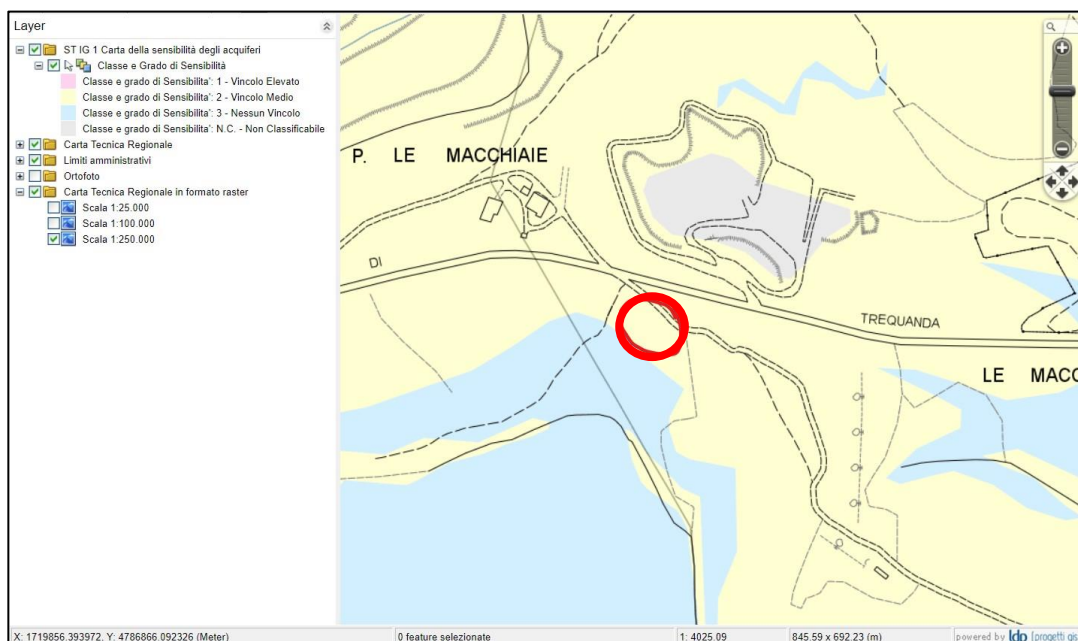 Layer
ST IG 1 Carta della sensibilità degli acquiferi
Classe e Grado di Sensibilità
Classe e grado di Sensibilita': 1 - Vincolo Elevato
Classe e grado di Sensibilita': 2 - Vincolo Medio
Classe e grado di Sensibilita': 3 - Nessun Vincolo
Classe e grado di Sensibilita': N.C. - Non Classificabile
Carta Tecnica Regionale
Limiti amministrativi
Ortofoto
Carta Tecnica Regionale in formato raster
Scala 1:25.000
Scala 1:100.000
Scala 1:250.000
P. LE MACCHIAIE
DI
TREQUANDA
LE MACC
X: 1719856.393972, Y: 4786866.092326 (Meter)
0 feature selezionate
1: 4025.09
845.59 x 692.23 (m)
powered by ldp [progetti gis